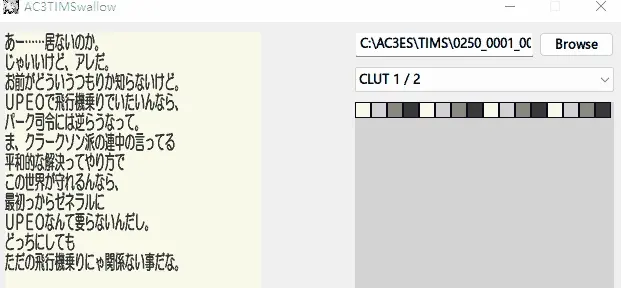 AC3TIMSwallow
あー……居ないのか。
じゃいいけど、アレだ。
お前がどういうつもりか知らないけど。
ＵＰＥＯで飛行機乗りでいたいんなら、
パーク司令には逆らうなって。
ま、クラークソン派の連中の言ってる
平和的な解決ってやり方で
この世界が守れるんなら、
最初っからゼネラルに
ＵＰＥＯなんて要らないんだし。
どっちにしても
ただの飛行機乗りにゃ関係ない事だな。
C:\AC3ES\TIMS\0250_0001_00
Browse
CLUT 1 / 2